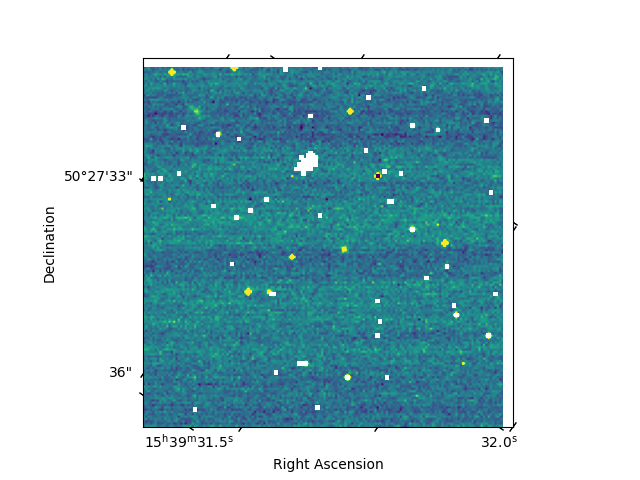 50°27'33"
Declination
36"
15ʰ39ᵐ31.5ˢ
32.0ˢ
Right Ascension